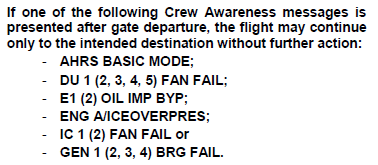 If one of the following Crew Awareness messages is
presented after gate departure, the flight may continue
only to the intended destination without further action:
- AHRS BASIC MODE;
- DU 1 (2, 3, 4, 5) FAN FAIL;
- E1 (2) OIL IMP BYP;
- ENG A/ICEOVERPRES;
- IC 1 (2) FAN FAIL or
- GEN 1 (2, 3, 4) BRG FAIL.